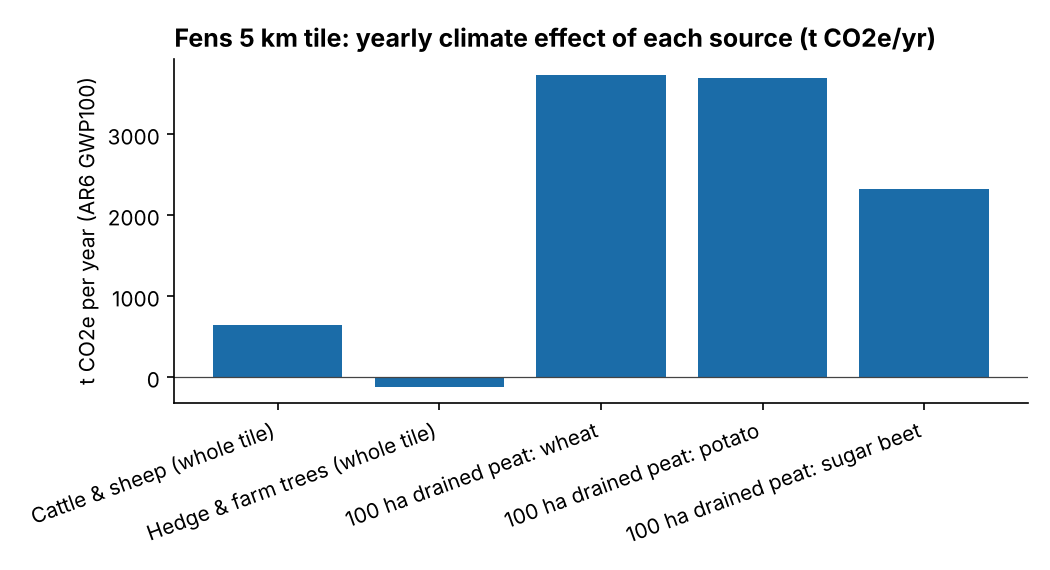 Fens 5 km tile: yearly climate effect of each source (t CO2e/yr)
t CO2e per year (AR6 GWP100)
3000
2000
1000
0
Cattle & sheep (whole tile)
Hedge & farm trees (whole tile)
100 ha drained peat: wheat
100 ha drained peat: potato
100 ha drained peat: sugar beet